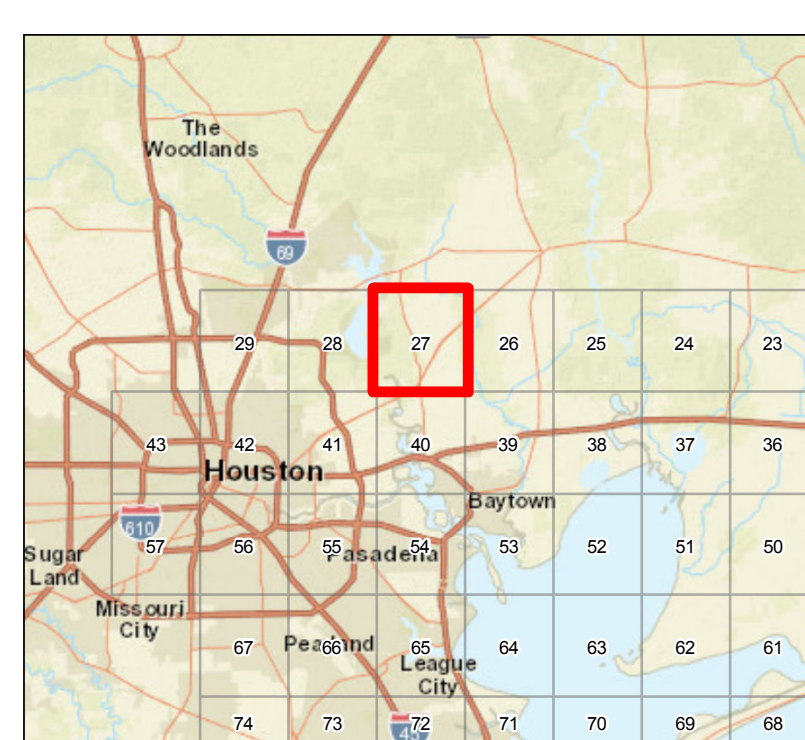 The
Woodlands
69
29 28 27 26 25 24 23
43 42 41 40 39 38 37 36
Houston
Baytown
610
57 56 55 54 53 52 51 50
Pasadena
Sugar
Land
Missouri
City
67 66 65 64 63 62 61
Pearland
League
City
74 73 72 71 70 69 68
45